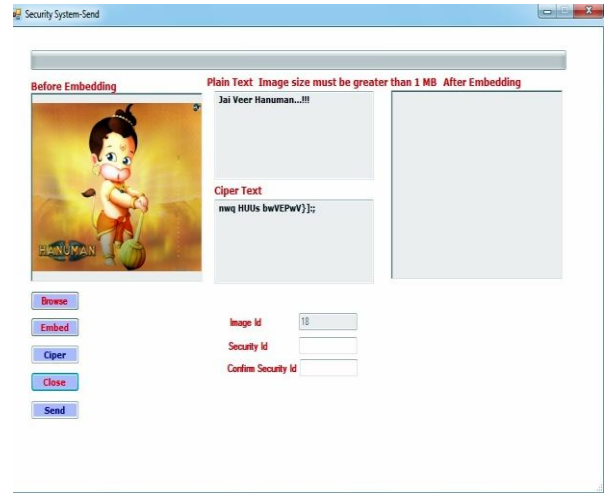 Security System-Send
Before Embedding
Plain Text Image size must be greater than 1 MB After Embedding
Jai Veer Hanuman...!!!
HANUMAN
Ciper Text
nwq HUUs bwVEPwV}];;
Browse
Embed
Ciper
Close
Send
Image Id 18
Security Id
Confirm Security Id